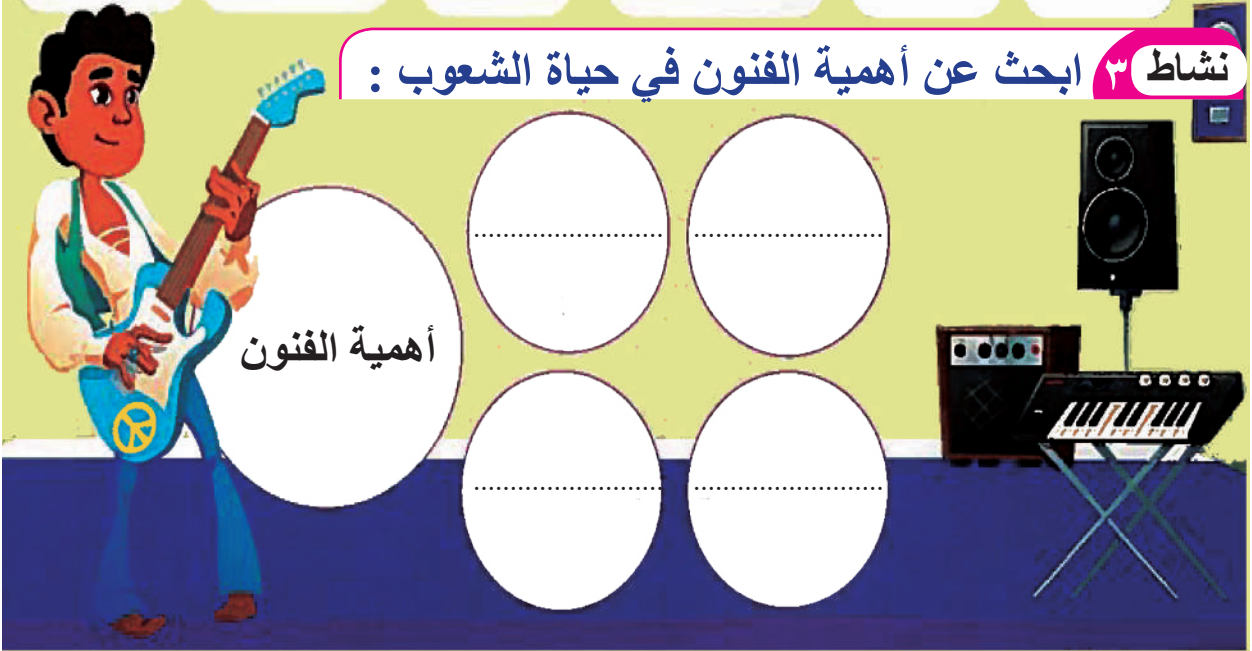 نشاط ٣ ابحث عن أهمية الفنون في حياة الشعوب :
أهمية الفنون